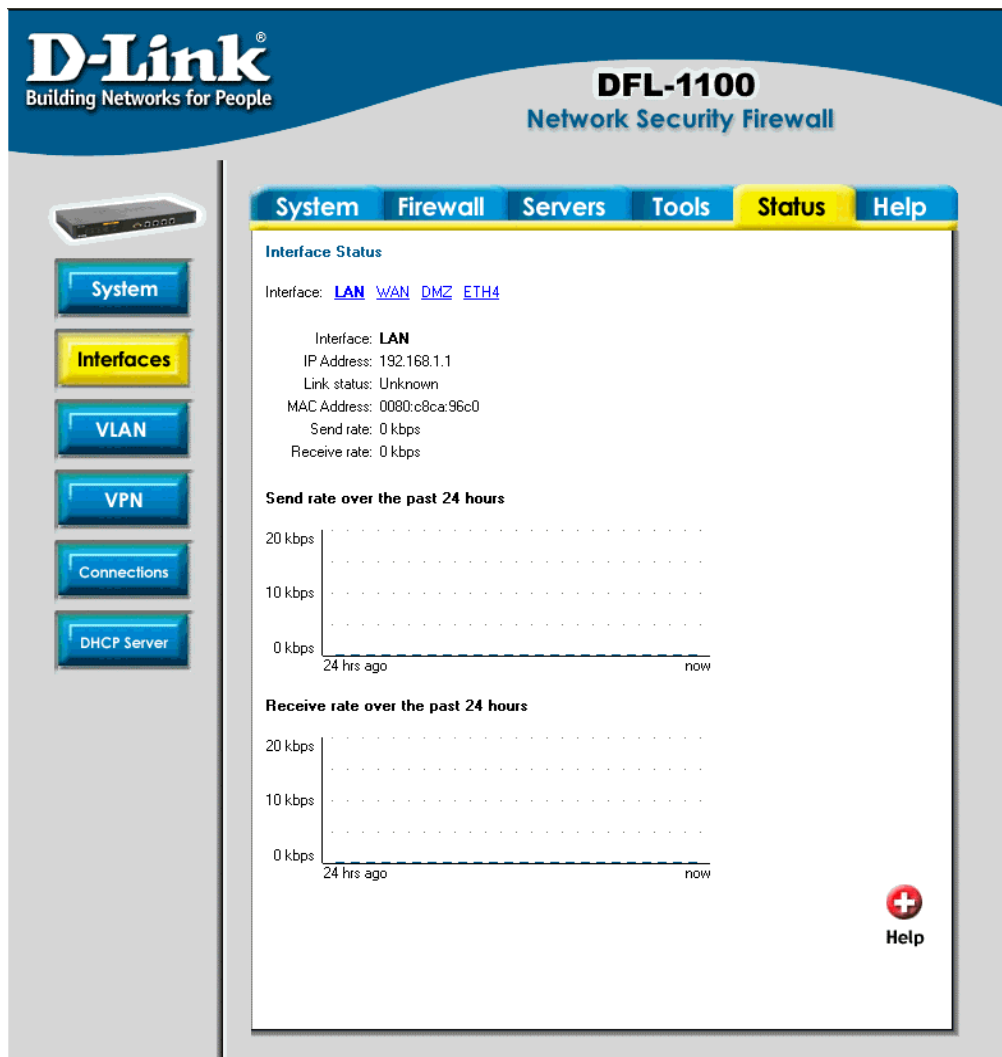 D-Link®
Building Networks for People
DFL-1100
Network Security Firewall
System Firewall Servers Tools Status Help
System
Interfaces
VLAN
VPN
Connections
DHCP Server
Interface Status
Interface: LAN WAN DMZ ETH4
Interface: LAN
IP Address: 192.168.1.1
Link status: Unknown
MAC Address: 0080:c8ca:96c0
Send rate: 0 kbps
Receive rate: 0 kbps
Send rate over the past 24 hours
20 kbps
10 kbps
0 kbps
24 hrs ago now
Receive rate over the past 24 hours
20 kbps
10 kbps
0 kbps
24 hrs ago now
Help